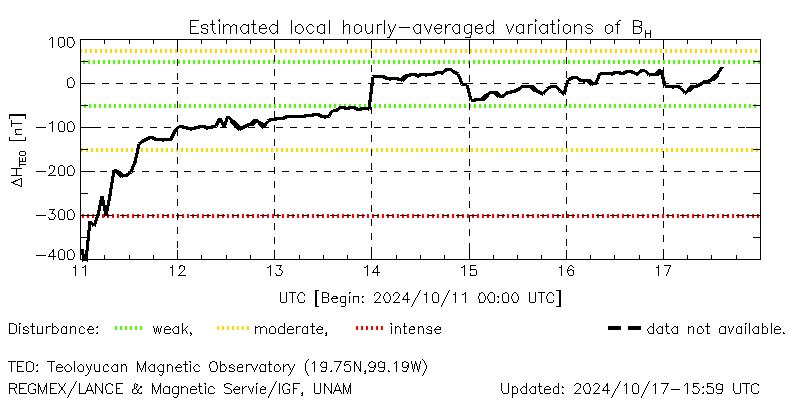 Estimated local hourly-averaged variations of BH
100
0
-100
-200
-300
-400
ΔHTEO [nT]
11 12 13 14 15 16 17
UTC [Begin: 2024/10/11 00:00 UTC]
Disturbance: weak, moderate, intense data not available.
TEO: Teoloyucan Magnetic Observatory (19.75N,99.19W)
REGMEX/LANCE & Magnetic Servie/IGF, UNAM Updated: 2024/10/17-15:59 UTC